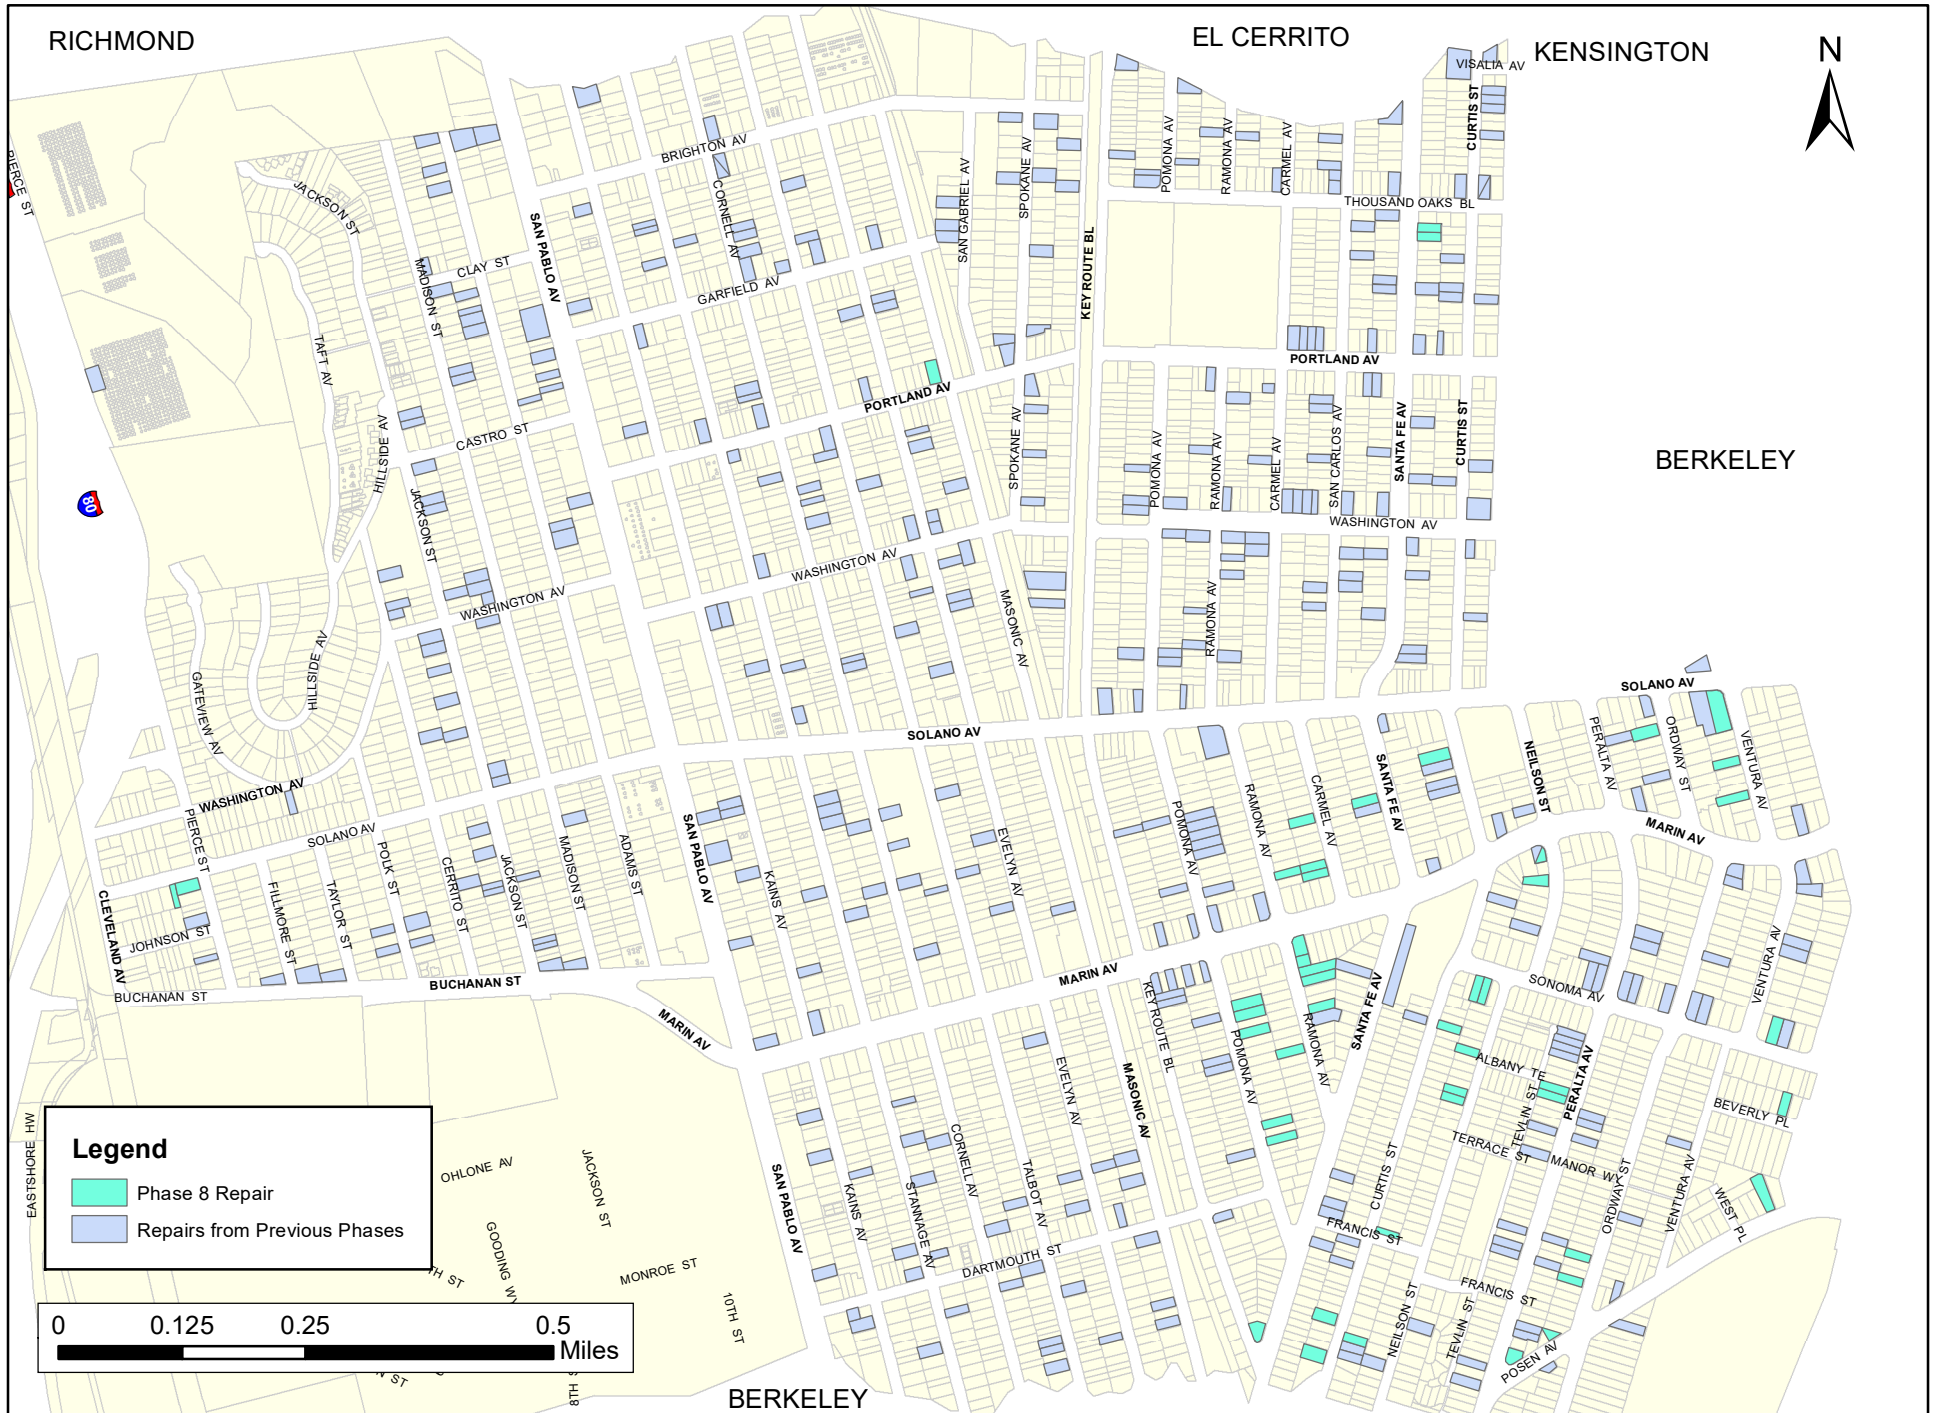 RICHMOND
EL CERRITO
KENSINGTON
N
VISALIA AV
CURTIS ST
BRIGHTON AV
PIERCE ST
JACKSON ST
CORNELL AV
SAN GABRIEL AV
SPOKANE AV
POMONA AV
RAMONA AV
CARMEL AV
THOUSAND OAKS BL
SAN PABLO AV
MADISON ST
CLAY ST
GARFIELD AV
KEY ROUTE BL
TAFT AV
PORTLAND AV
PORTLAND AV
HILLSIDE AV
CASTRO ST
SPOKANE AV
POMONA AV
RAMONA AV
CARMEL AV
SAN CARLOS AV
SANTA FE AV
CURTIS ST
BERKELEY
80
JACKSON ST
WASHINGTON AV
WASHINGTON AV
WASHINGTON AV
MASONIC AV
RAMONA AV
HILLSIDE AV
GATEVIEW AV
SOLANO AV
SOLANO AV
PERALTA AV
ORDWAY ST
VENTURA AV
NEILSON ST
SANTA FE AV
WASHINGTON AV
PIERCE ST
SOLANO AV
POLK ST
CERRITO ST
JACKSON ST
MADISON ST
ADAMS ST
SAN PABLO AV
KAINS AV
EVELYN AV
POMONA AV
RAMONA AV
CARMEL AV
MARIN AV
CLEVELAND AV
JOHNSON ST
FILLMORE ST
TAYLOR ST
BUCHANAN ST
BUCHANAN ST
MARIN AV
MARIN AV
KEY ROUTE BL
SANTA FE AV
SONOMA AV
VENTURA AV
POMONA AV
RAMONA AV
ALBANY TE
PERALTA AV
TEVLIN ST
BEVERLY PL
EASTSHORE HW
EVELYN AV
MASONIC AV
Legend
Phase 8 Repair
Repairs from Previous Phases
OHLONE AV
JACKSON ST
GOODING WY
TH ST
MONROE ST
10TH ST
SAN PABLO AV
KAINS AV
STANNAGE AV
CORNELL AV
TALBOT AV
DARTMOUTH ST
CURTIS ST
TERRACE ST
MANOR WY
ORDWAY ST
VENTURA AV
WEST PL
FRANCIS ST
FRANCIS ST
NEILSON ST
TEVLIN ST
POSEN AV
0 0.125 0.25 0.5
Miles
8TH S
N ST
BERKELEY